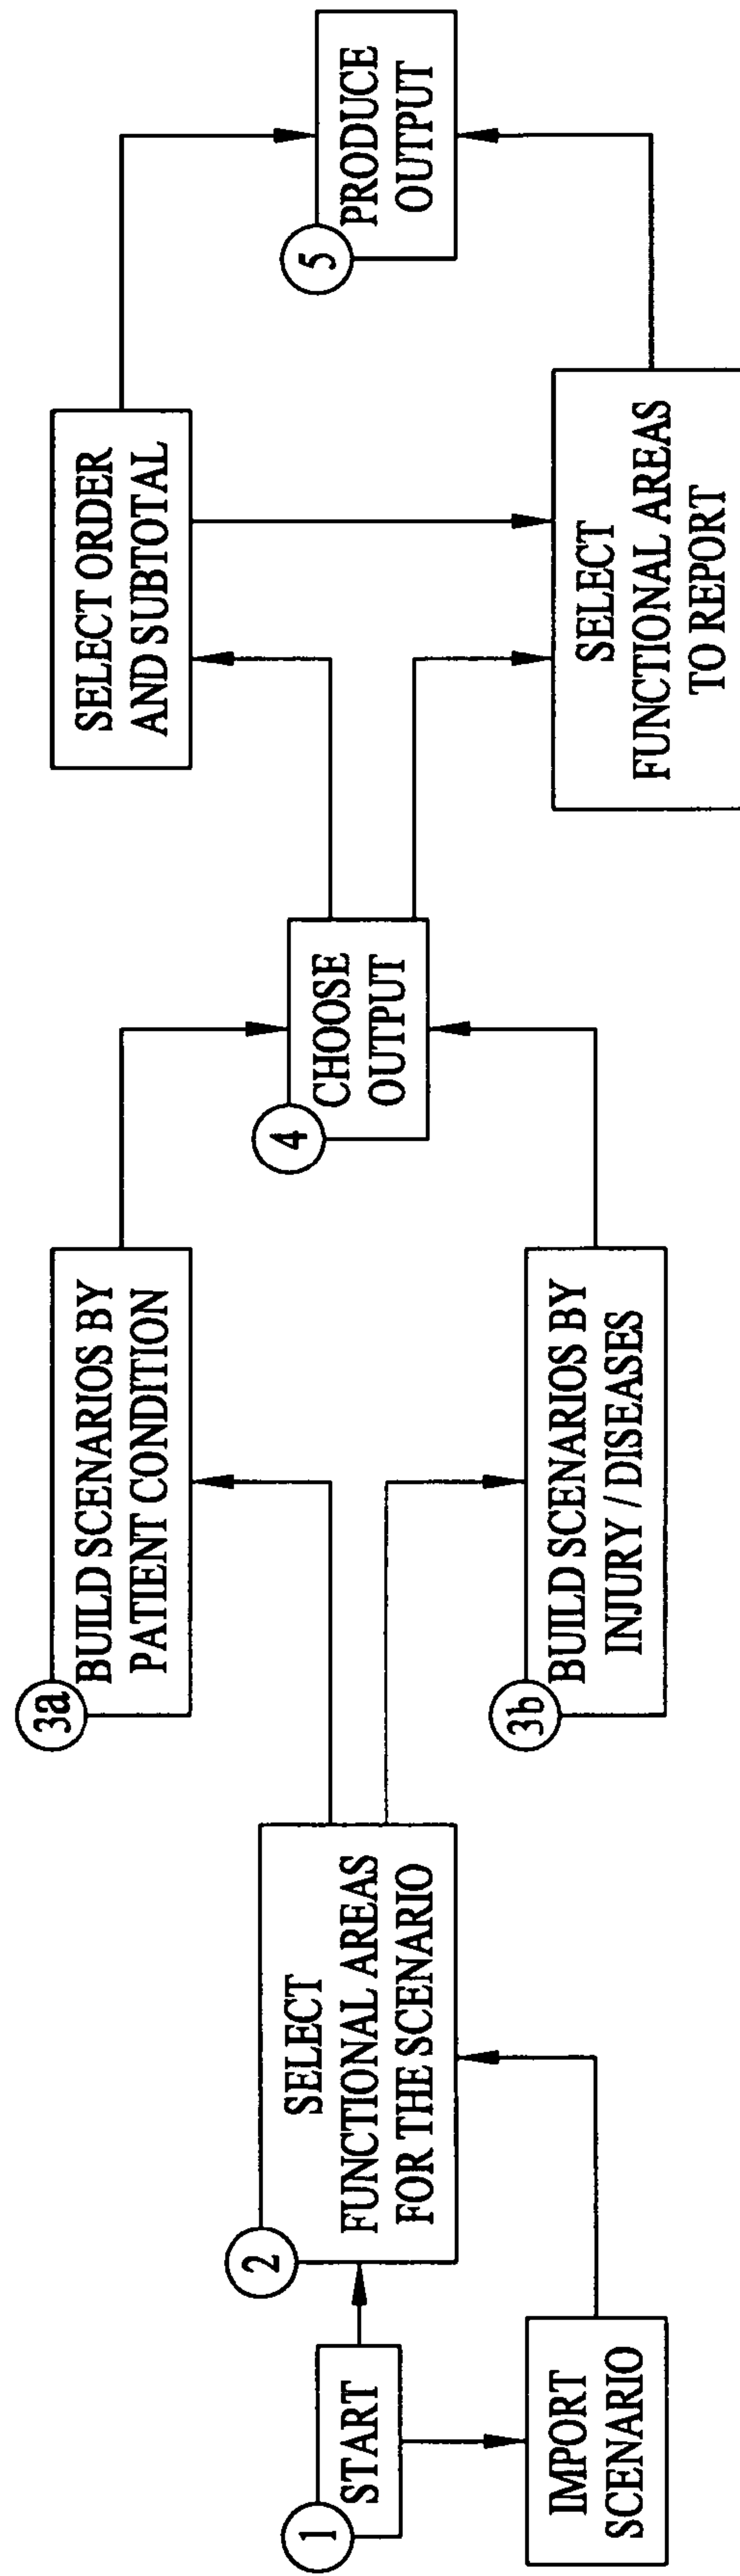 1
START
IMPORT
SCENARIO
2
SELECT
FUNCTIONAL AREAS
FOR THE SCENARIO
3a
BUILD SCENARIOS BY
PATIENT CONDITION
3b
BUILD SCENARIOS BY
INJURY / DISEASES
4
CHOOSE
OUTPUT
SELECT ORDER
AND SUBTOTAL
SELECT
FUNCTIONAL AREAS
TO REPORT
5
PRODUCE
OUTPUT